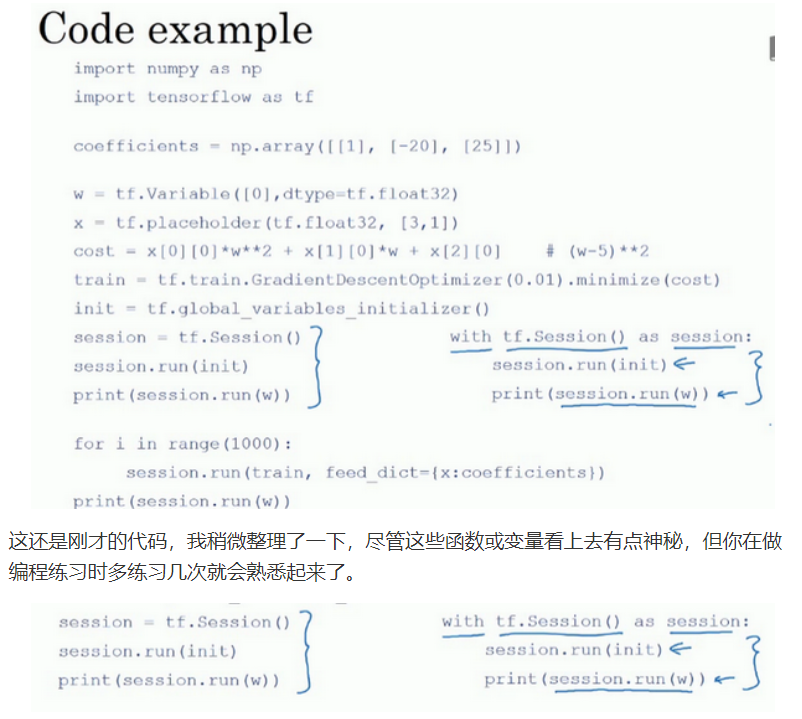 Code example
import numpy as np
import tensorflow as tf
coefficients = np.array([[1], [-20], [25]])
w = tf.Variable([0],dtype=tf.float32)
x = tf.placeholder(tf.float32, [3,1])
cost = x[0][0]*w**2 + x[1][0]*w + x[2][0]    # (w-5)**2
train = tf.train.GradientDescentOptimizer(0.01).minimize(cost)
init = tf.global_variables_initializer()
session = tf.Session()
session.run(init)
print(session.run(w))
with tf.Session() as session:
session.run(init)
print(session.run(w))
for i in range(1000):
session.run(train, feed_dict={x:coefficients})
print(session.run(w))
这还是刚才的代码，我稍微整理了一下，尽管这些函数或变量看上去有点神秘，但你在做
编程练习时多练习几次就会熟悉起来了。
session = tf.Session()
session.run(init)
print(session.run(w))
with tf.Session() as session:
session.run(init)
print(session.run(w))